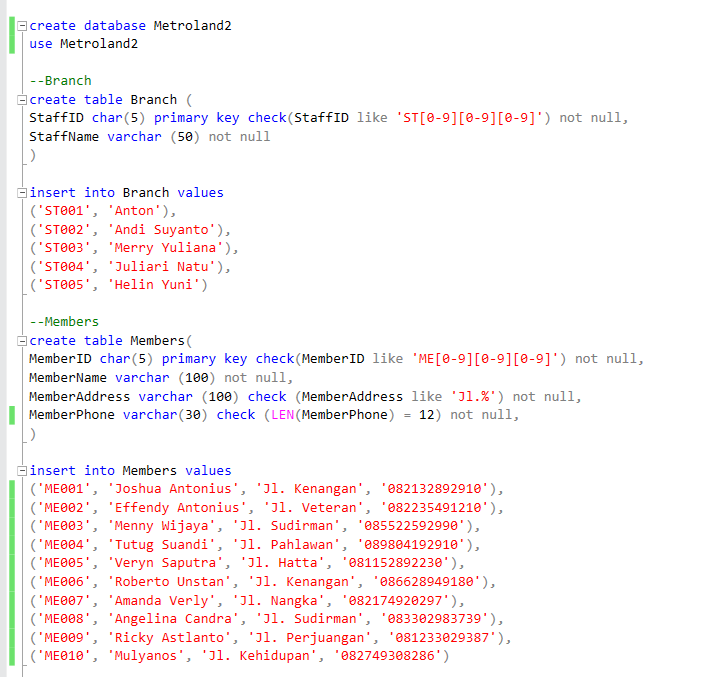 create database Metroland2
use Metroland2
--Branch
create table Branch (
StaffID char(5) primary key check(StaffID like 'ST[0-9][0-9][0-9]') not null,
StaffName varchar (50) not null
)
insert into Branch values
('ST001', 'Anton'),
('ST002', 'Andi Suyanto'),
('ST003', 'Merry Yuliana'),
('ST004', 'Juliari Natu'),
('ST005', 'Helin Yuni')
--Members
create table Members(
MemberID char(5) primary key check(MemberID like 'ME[0-9][0-9][0-9]') not null,
MemberName varchar (100) not null,
MemberAddress varchar (100) check (MemberAddress like 'Jl.%') not null,
MemberPhone varchar(30) check (LEN(MemberPhone) = 12) not null,
)
insert into Members values
('ME001', 'Joshua Antonius', 'Jl. Kenangan', '082132892910'),
('ME002', 'Effendy Antonius', 'Jl. Veteran', '082235491210'),
('ME003', 'Menny Wijaya', 'Jl. Sudirman', '085522592990'),
('ME004', 'Tutug Suandi', 'Jl. Pahlawan', '089804192910'),
('ME005', 'Veryn Saputra', 'Jl. Hatta', '081152892230'),
('ME006', 'Roberto Unstan', 'Jl. Kenangan', '086628949180'),
('ME007', 'Amanda Verly', 'Jl. Nangka', '082174920297'),
('ME008', 'Angelina Candra', 'Jl. Sudirman', '083302983739'),
('ME009', 'Ricky Astlanto', 'Jl. Perjuangan', '081233029387'),
('ME010', 'Mulyanos', 'Jl. Kehidupan', '082749308286')